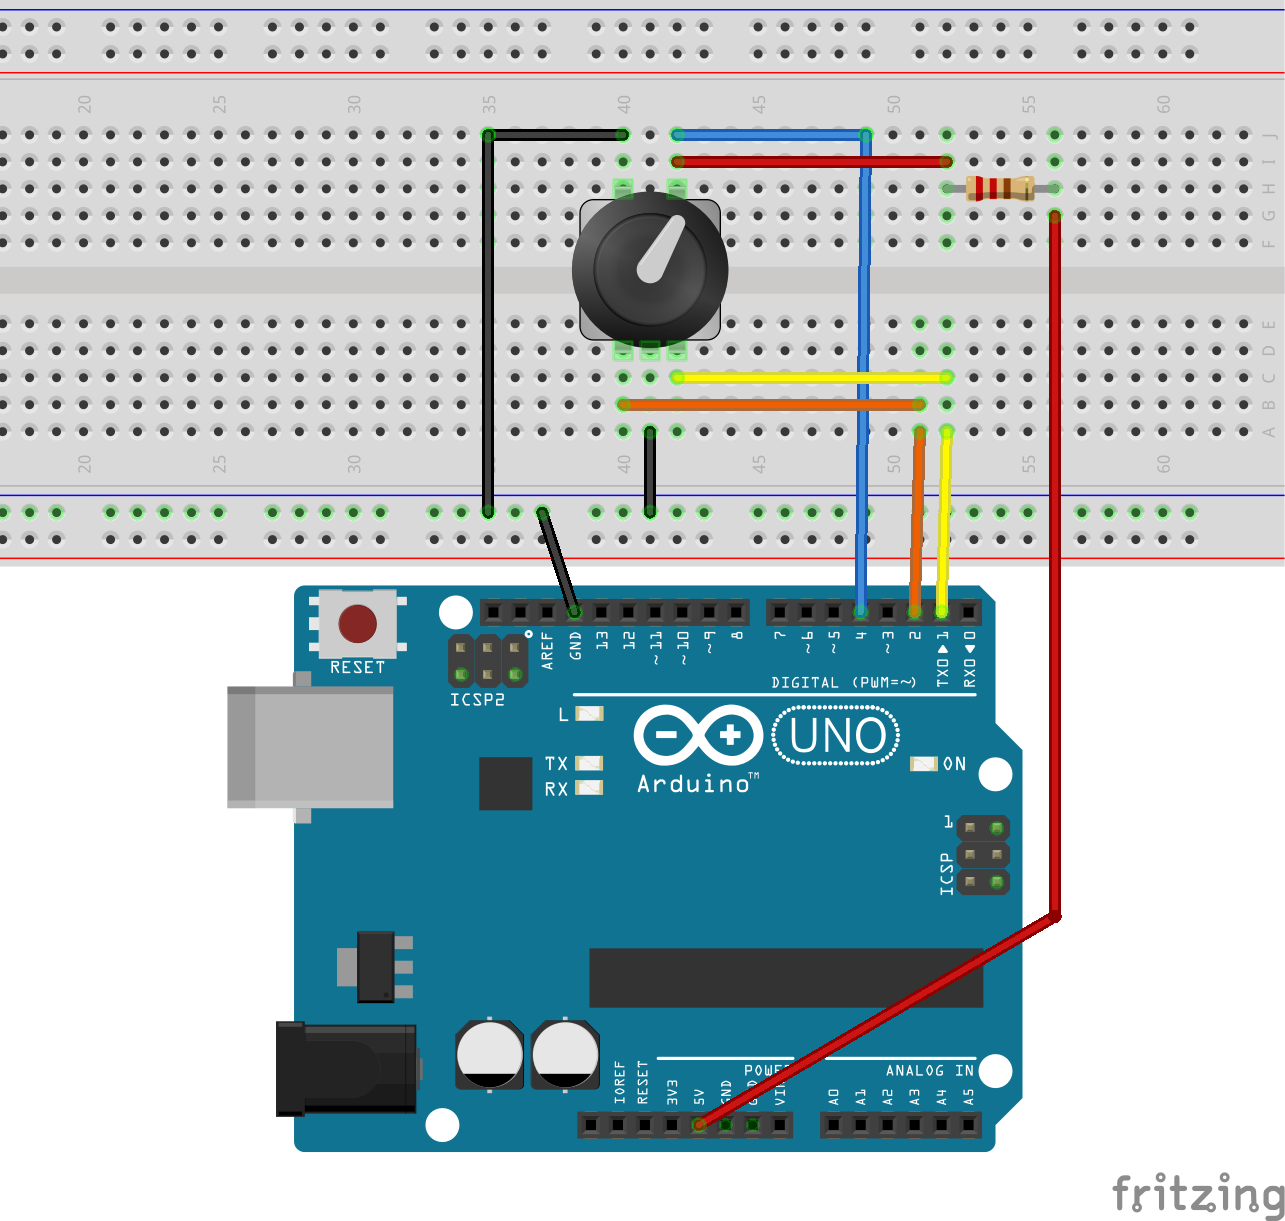 20 25 30 35 40 45 50 55 60
J
I
H
G
F
E
D
C
B
A
20 25 30 40 45 50 55 60
RESET
ICSP2
AREF
GND
13
12
~11
~10
~9
8
7
~6
~5
4
~3
2
TX0▶1
RX0◀0
DIGITAL (PWM=~)
L
TX
RX
Arduino™
UNO
ON
1
ICSP
POWER
ANALOG IN
IOREF
RESET
3V3
5V
GND
GND
VIN
A0
A1
A2
A3
A4
A5
fritzing